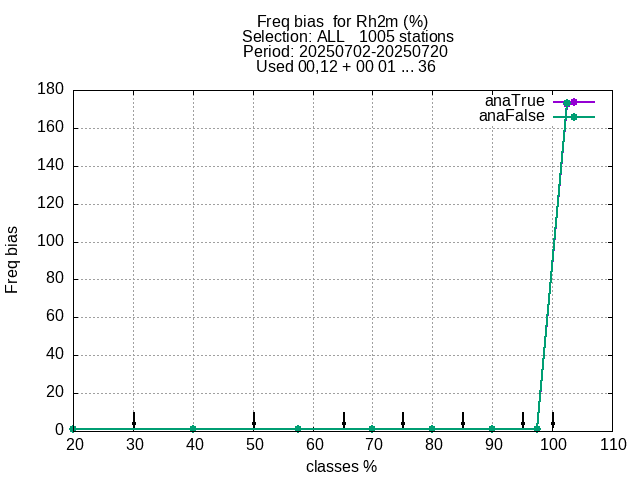 Freq bias  for Rh2m (%)
Selection: ALL   1005 stations
Period: 20250702-20250720
Used 00,12 + 00 01 ... 36
180
160
140
120
100
80
60
40
20
0
Freq bias
anaTrue
anaFalse
20 30 40 50 60 70 80 90 100 110
classes %